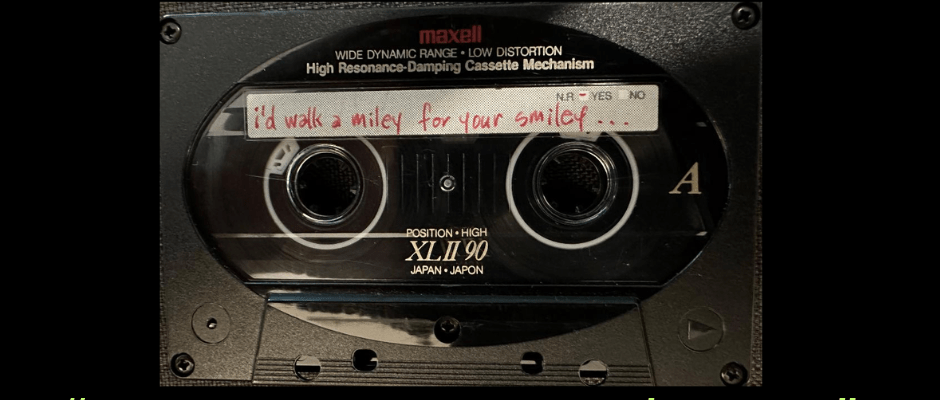 maxell
WIDE DYNAMIC RANGE • LOW DISTORTION
High Resonance-Damping Cassette Mechanism
N.R YES NO
i'd walk a miley for your smiley...
A
POSITION • HIGH
XLII 90
JAPAN • JAPON